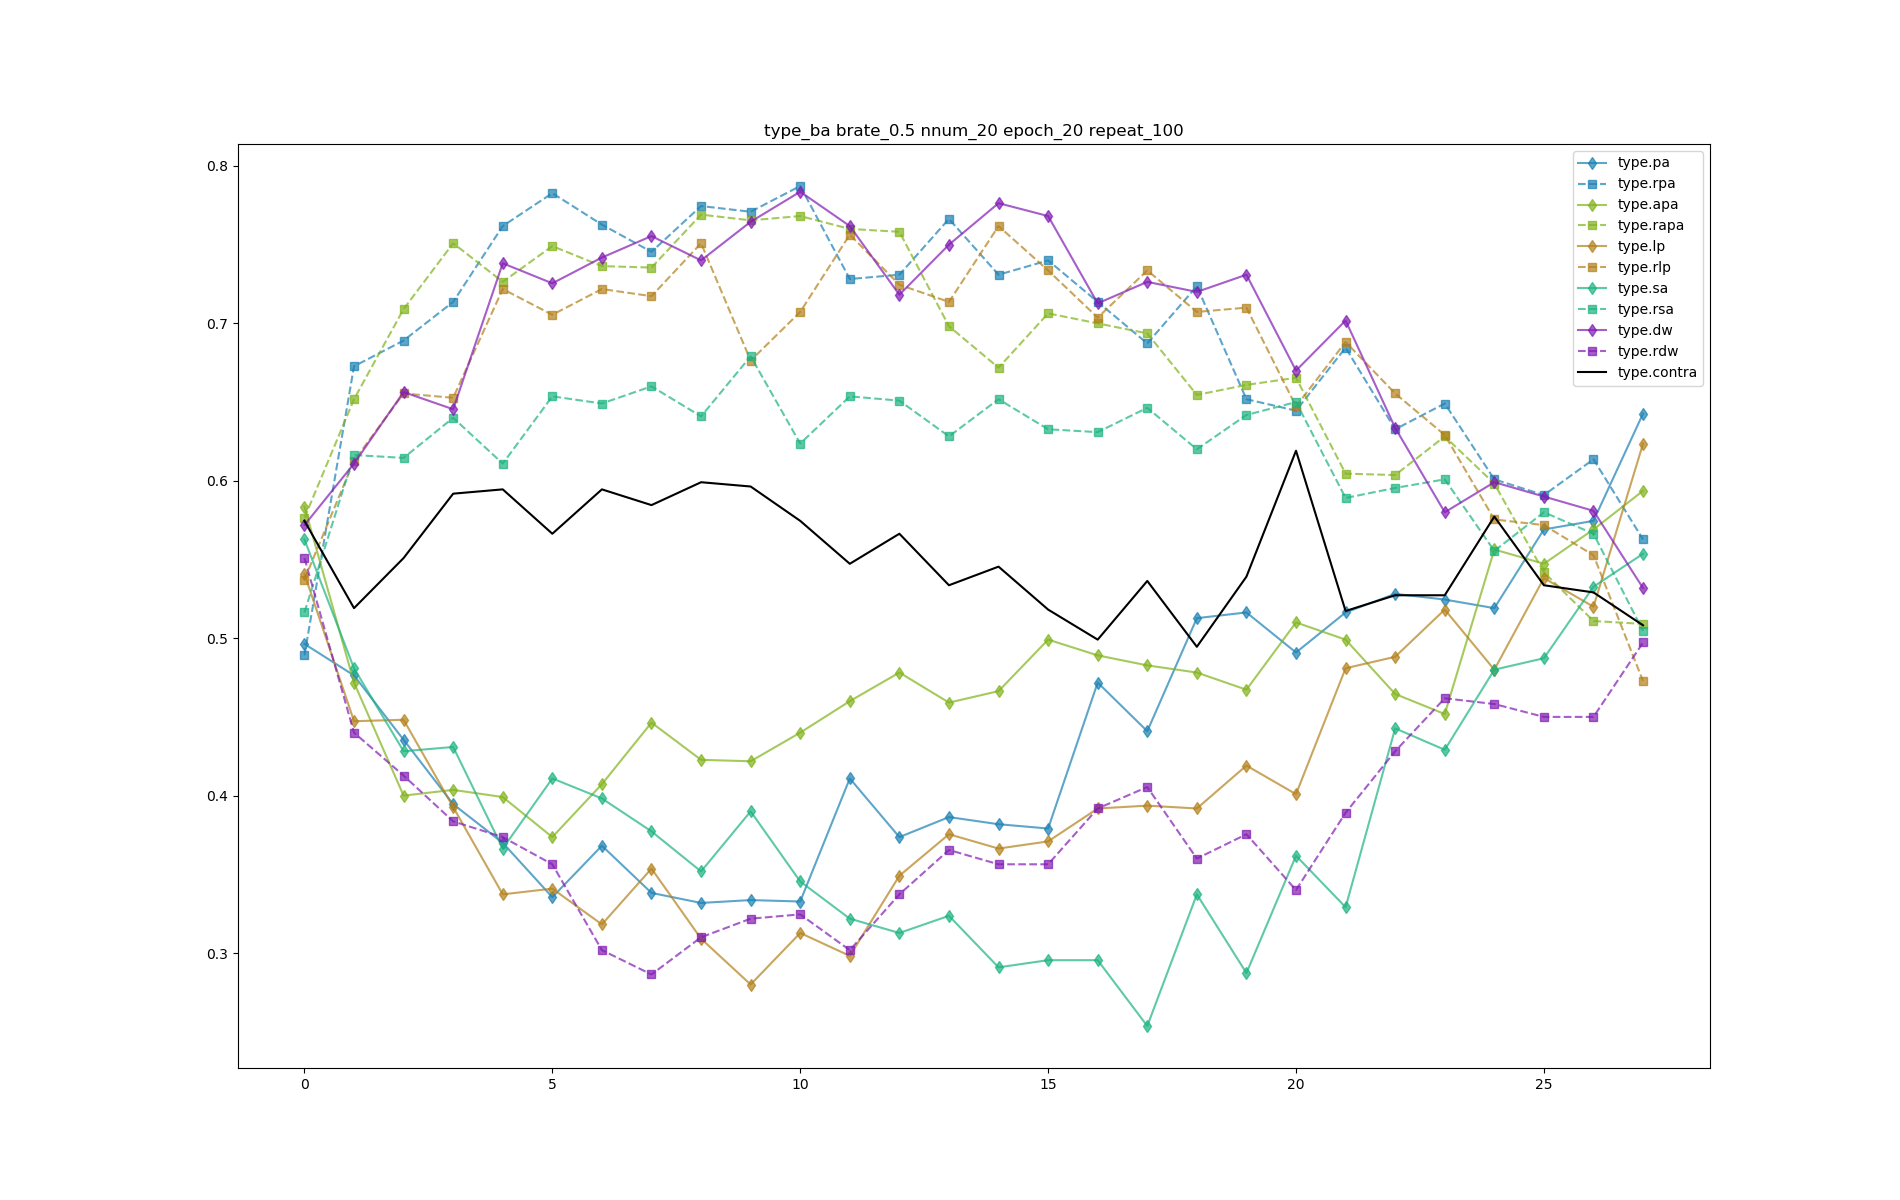 type_ba brate_0.5 nnum_20 epoch_20 repeat_100
0.8
0.7
0.6
0.5
0.4
0.3
0 5 10 15 20 25
type.pa
type.rpa
type.apa
type.rapa
type.lp
type.rlp
type.sa
type.rsa
type.dw
type.rdw
type.contra